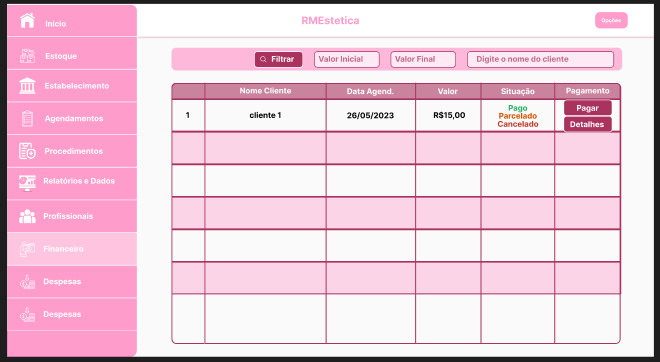 RMEstetica
Opções
Início
Estoque
Estabelecimento
Agendamentos
Procedimentos
Relatórios e Dados
Profissionais
Financeiro
Despesas
Despesas
Filtrar
Valor Inicial
Valor Final
Digite o nome do cliente
Nome Cliente
Data Agend.
Valor
Situação
Pagamento
1
cliente 1
26/05/2023
R$15,00
Pago
Parcelado
Cancelado
Pagar
Detalhes